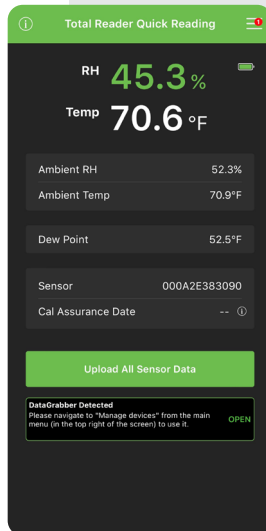 Total Reader Quick Reading
RH 45.3%
Temp 70.6 °F
Ambient RH 52.3%
Ambient Temp 70.9°F
Dew Point 52.5°F
Sensor 000A2E383090
Cal Assurance Date --
Upload All Sensor Data
DataGrabber Detected
Please navigate to "Manage devices" from the main
menu (in the top right of the screen) to use it.
OPEN